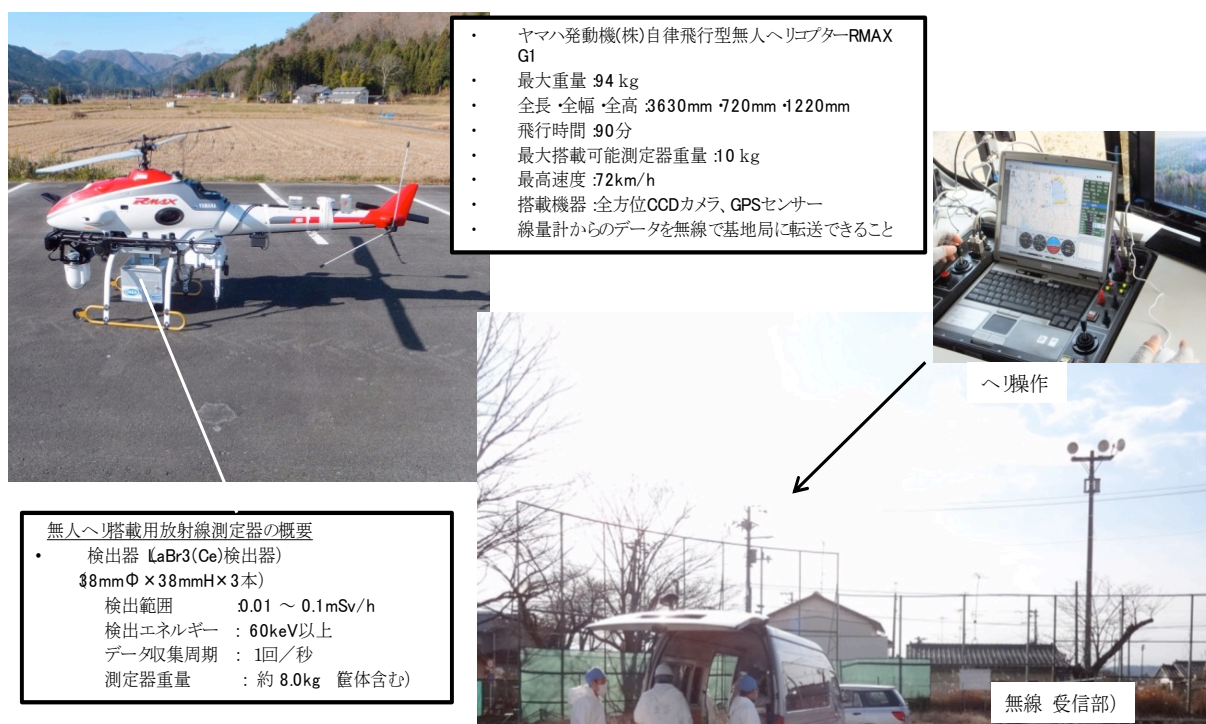 ・ ヤマハ発動機(株)自律飛行型無人ヘリコプターRMAX
G1
・ 最大重量:94 kg
・ 全長・全幅・全高:3630mm・720mm・1220mm
・ 飛行時間:90分
・ 最大搭載可能測定器重量:10 kg
・ 最高速度:72km/h
・ 搭載機器:全方位CCDカメラ、GPSセンサー
・ 線量計からのデータを無線で基地局に転送できること
RMAX
YAMAHA
ヘリ操作
無人ヘリ搭載用放射線測定器の概要
・ 検出器(LaBr3(Ce)検出器)
(38mmΦ×38mmH×3本)
検出範囲 :0.01 ~ 0.1mSv/h
検出エネルギー : 60keV以上
データ収集周期 : 1回/秒
測定器重量 : 約 8.0kg (筐体含む)
無線(受信部)